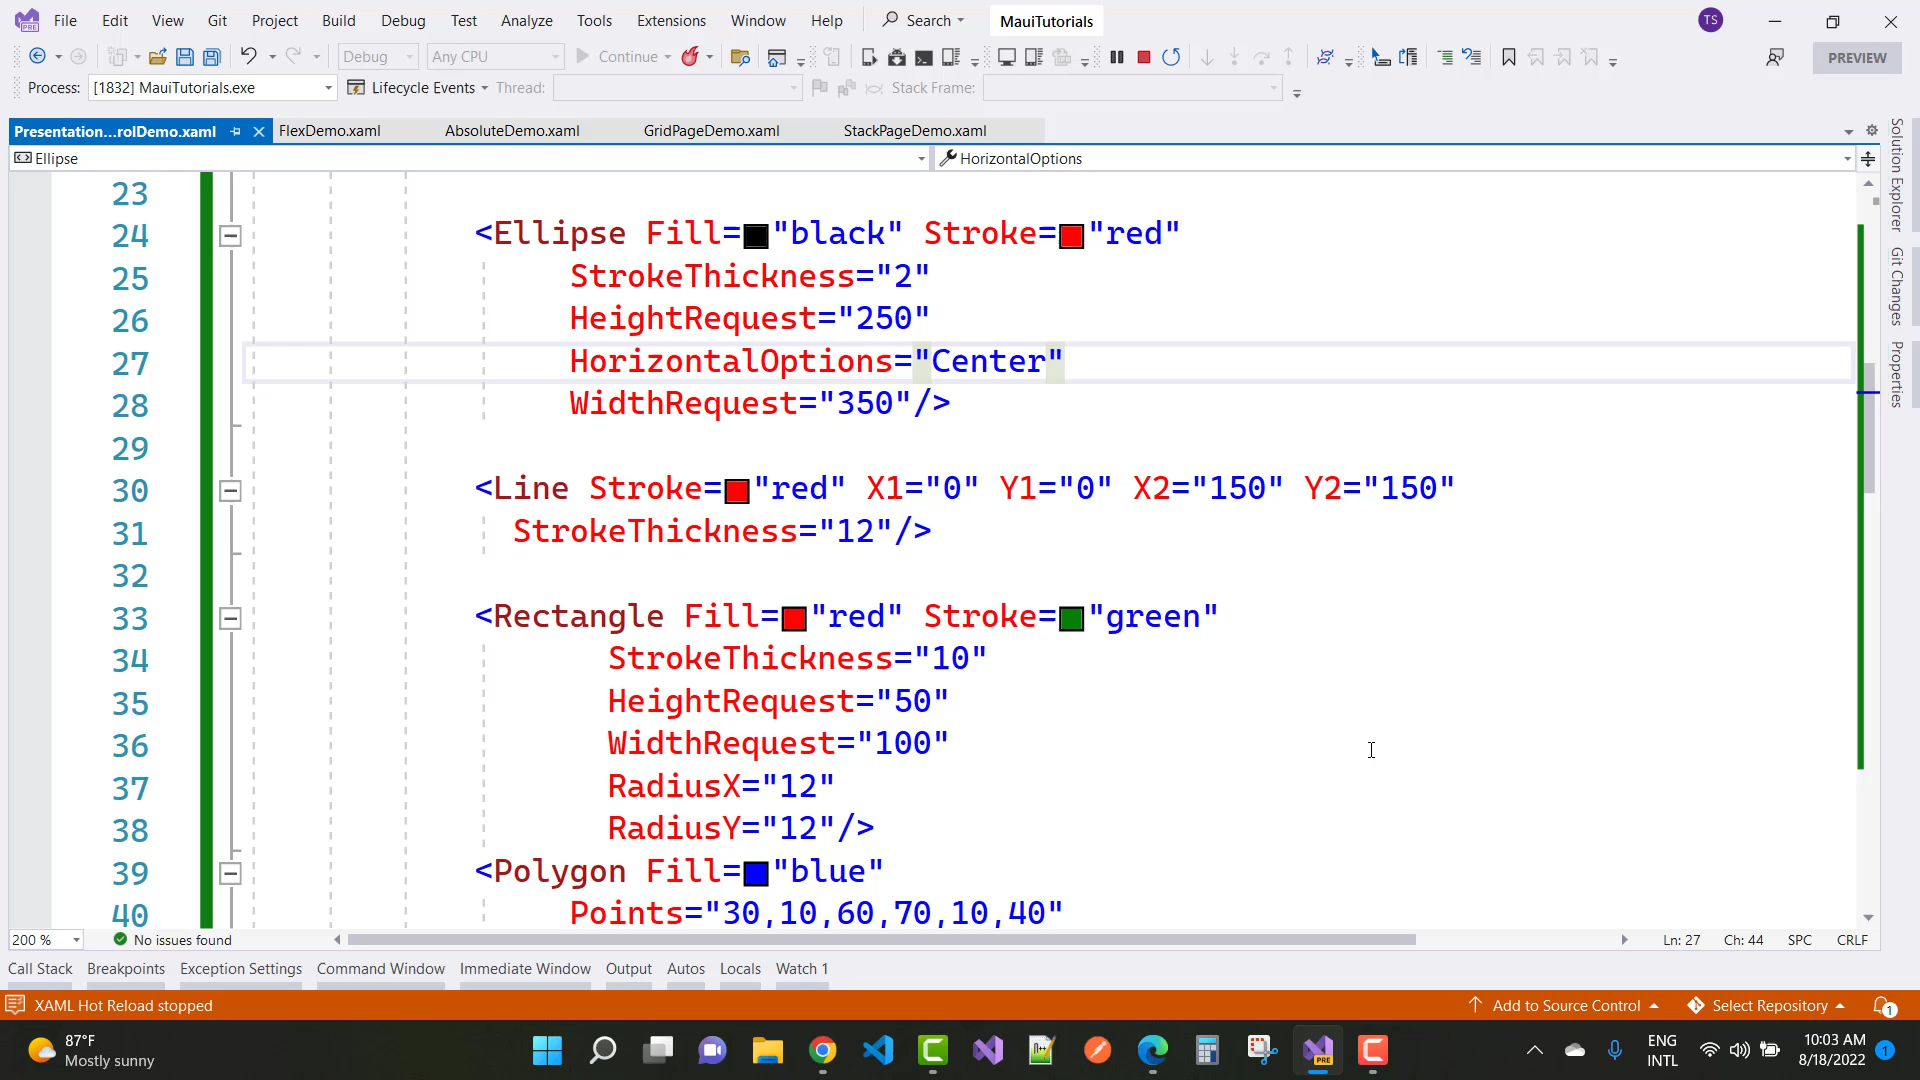 File Edit View Git Project Build Debug Test Analyze Tools Extensions Window Help Search MauiTutorials TS
Debug Any CPU Continue PREVIEW
Process: [1832] MauiTutorials.exe Lifecycle Events Thread: Stack Frame:
Presentation...rolDemo.xaml FlexDemo.xaml AbsoluteDemo.xaml GridPageDemo.xaml StackPageDemo.xaml
Ellipse HorizontalOptions
23
24 <Ellipse Fill="black" Stroke="red"
25 StrokeThickness="2"
26 HeightRequest="250"
27 HorizontalOptions="Center"
28 WidthRequest="350"/>
29
30 <Line Stroke="red" X1="0" Y1="0" X2="150" Y2="150"
31 StrokeThickness="12"/>
32
33 <Rectangle Fill="red" Stroke="green"
34 StrokeThickness="10"
35 HeightRequest="50"
36 WidthRequest="100"
37 RadiusX="12"
38 RadiusY="12"/>
39 <Polygon Fill="blue"
40 Points="30,10,60,70,10,40"
Solution Explorer
Git Changes
Properties
200 % No issues found Ln: 27 Ch: 44 SPC CRLF
Call Stack Breakpoints Exception Settings Command Window Immediate Window Output Autos Locals Watch 1
XAML Hot Reload stopped Add to Source Control Select Repository 1
87°F
Mostly sunny
PRE
ENG
INTL
10:03 AM
8/18/2022
1